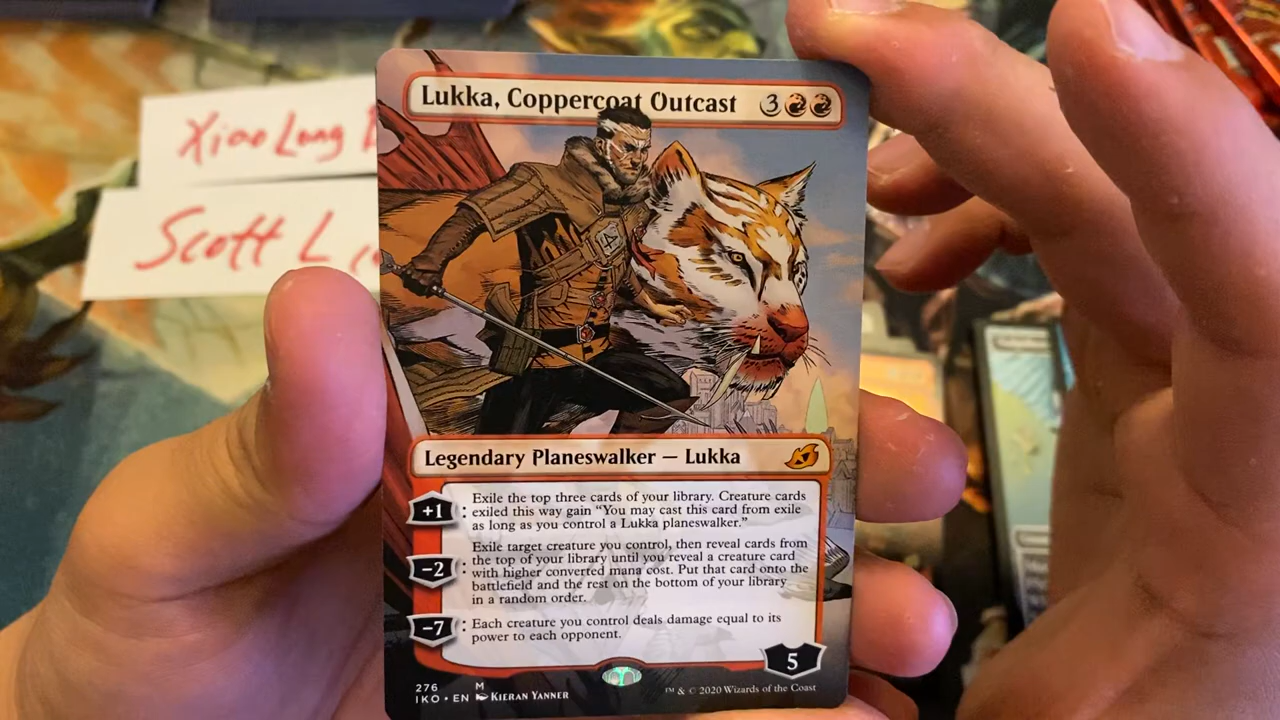 Xiao Long
Scott L
Lukka, Coppercoat Outcast 3
Legendary Planeswalker — Lukka
+1: Exile the top three cards of your library. Creature cards
exiled this way gain “You may cast this card from exile
as long as you control a Lukka planeswalker.”
−2: Exile target creature you control, then reveal cards from
the top of your library until you reveal a creature card
with higher converted mana cost. Put that card onto the
battlefield and the rest on the bottom of your library
in a random order.
−7: Each creature you control deals damage equal to its
power to each opponent.
5
276 M
IKO • EN KIERAN YANNER
™ & © 2020 Wizards of the Coast